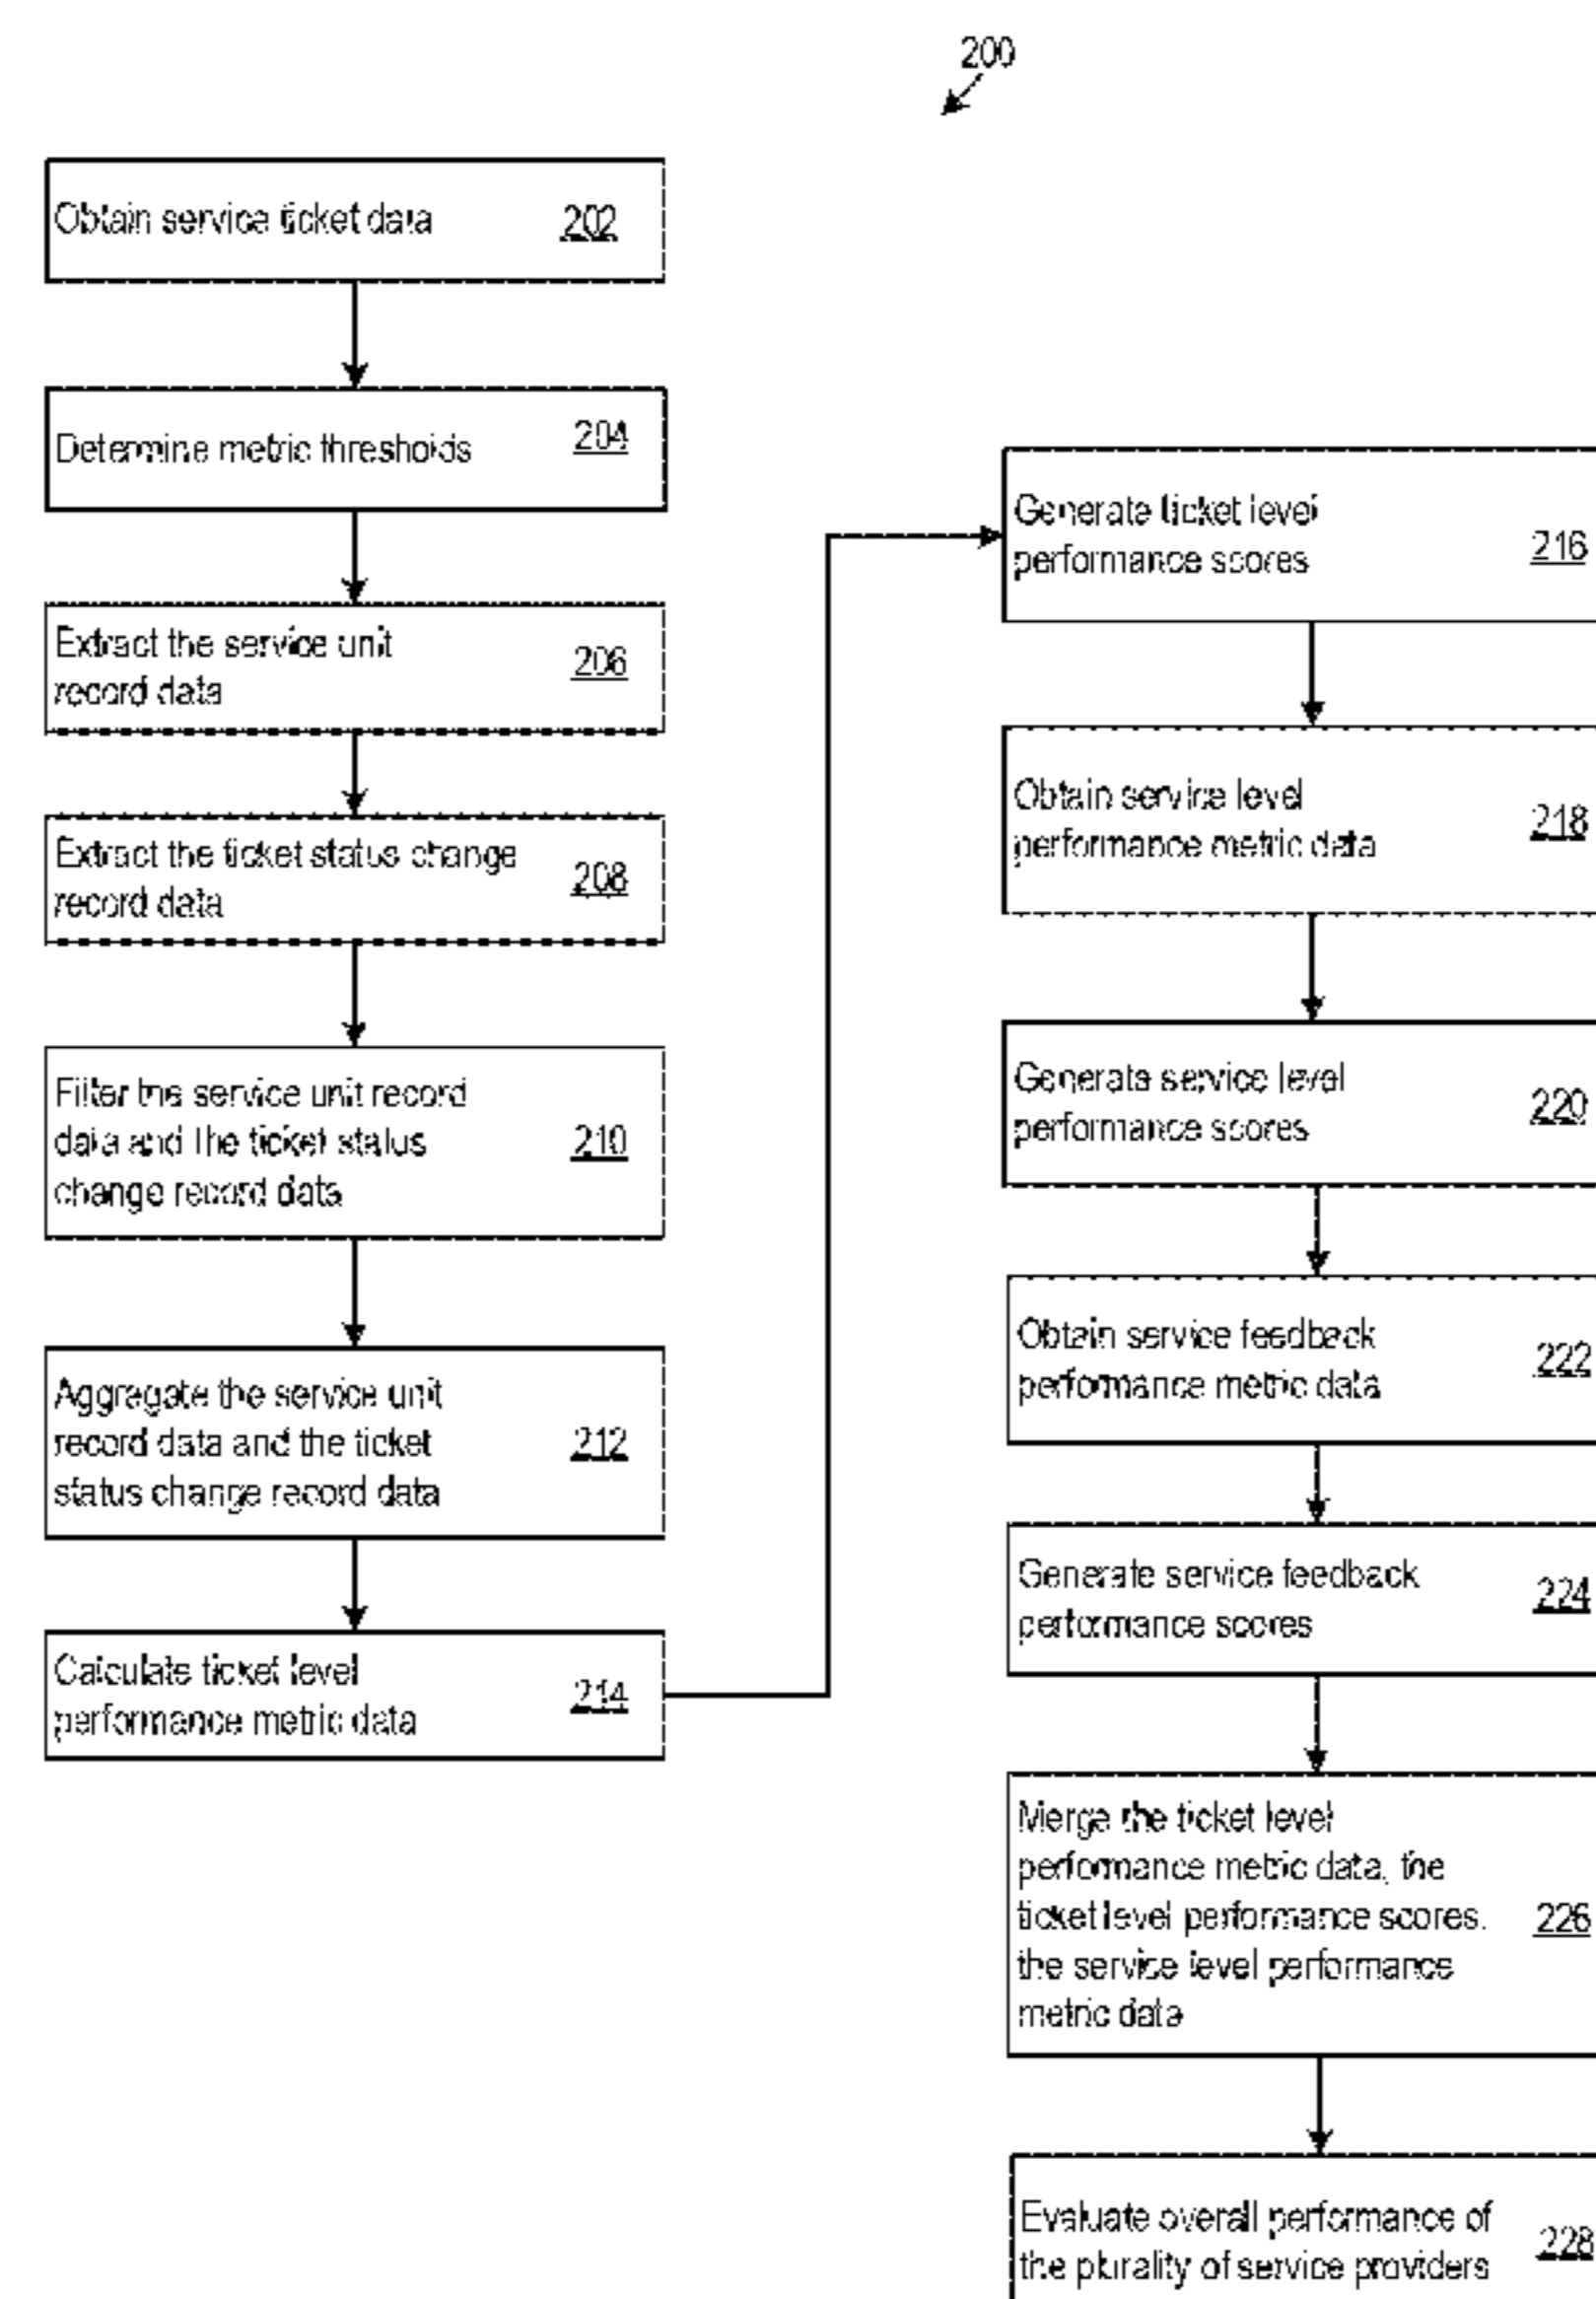 200
Obtain service ticket data 202
Determine metric thresholds 204
Extract the service unit
record data 206
Extract the ticket status change
record data 208
Filter the service unit record
data and the ticket status 210
change record data
Aggregate the service unit
record data and the ticket 212
status change record data
Calculate ticket level
performance metric data 214
Generate ticket level
performance scores 216
Obtain service level
performance metric data 218
Generate service level
performance scores 220
Obtain service feedback
performance metric data 222
Generate service feedback
performance scores 224
Merge the ticket level
performance metric data, the
ticket level performance scores, 226
the service level performance
metric data
Evaluate overall performance of
the plurality of service providers 228